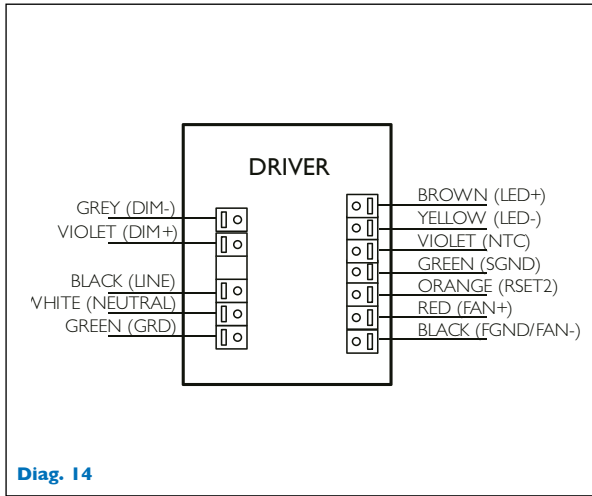 DRIVER
GREY (DIM-)
VIOLET (DIM+)
BLACK (LINE)
WHITE (NEUTRAL)
GREEN (GRD)
BROWN (LED+)
YELLOW (LED-)
VIOLET (NTC)
GREEN (SGND)
ORANGE (RSET2)
RED (FAN+)
BLACK (FGND/FAN-)
Diag. 14